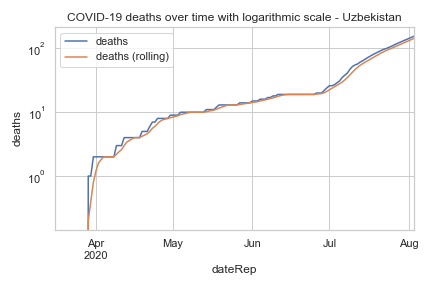 COVID-19 deaths over time with logarithmic scale - Uzbekistan
deaths
deaths (rolling)
10²
10¹
10⁰
deaths
Apr
2020
May
Jun
Jul
Aug
dateRep